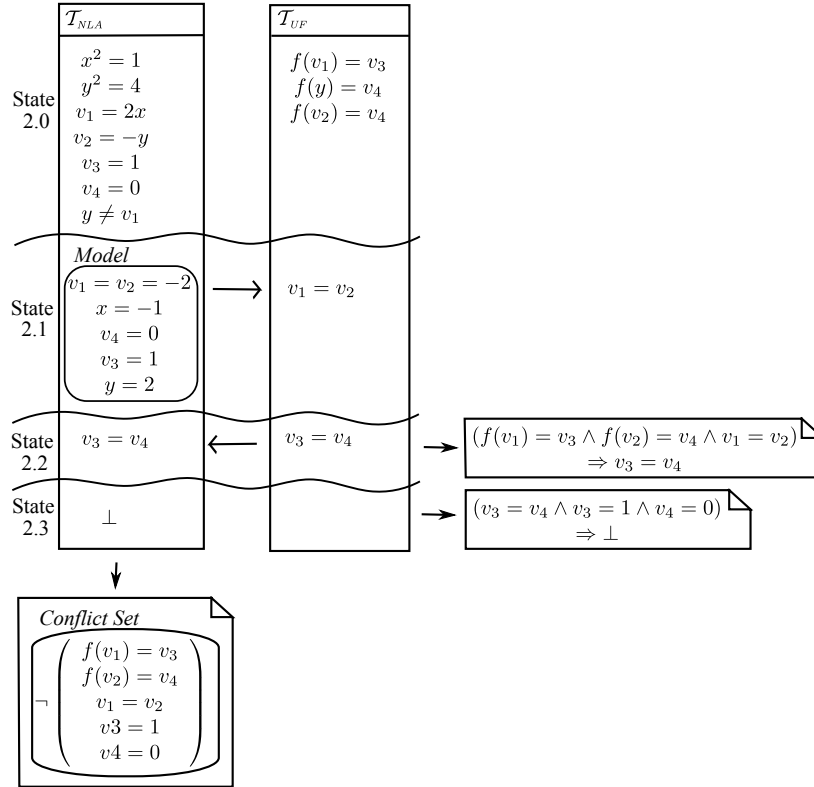 𝒯_NLA 𝒯_UF
State 2.0
x² = 1
y² = 4
v₁ = 2x
v₂ = −y
v₃ = 1
v₄ = 0
y ≠ v₁
f(v₁) = v₃
f(y) = v₄
f(v₂) = v₄
State 2.1
Model
v₁ = v₂ = −2
x = −1
v₄ = 0
v₃ = 1
y = 2
→
v₁ = v₂
State 2.2
v₃ = v₄ ← v₃ = v₄ →
(f(v₁) = v₃ ∧ f(v₂) = v₄ ∧ v₁ = v₂)
⇒ v₃ = v₄
State 2.3
⊥ →
(v₃ = v₄ ∧ v₃ = 1 ∧ v₄ = 0)
⇒ ⊥
Conflict Set
¬
f(v₁) = v₃
f(v₂) = v₄
v₁ = v₂
v3 = 1
v4 = 0